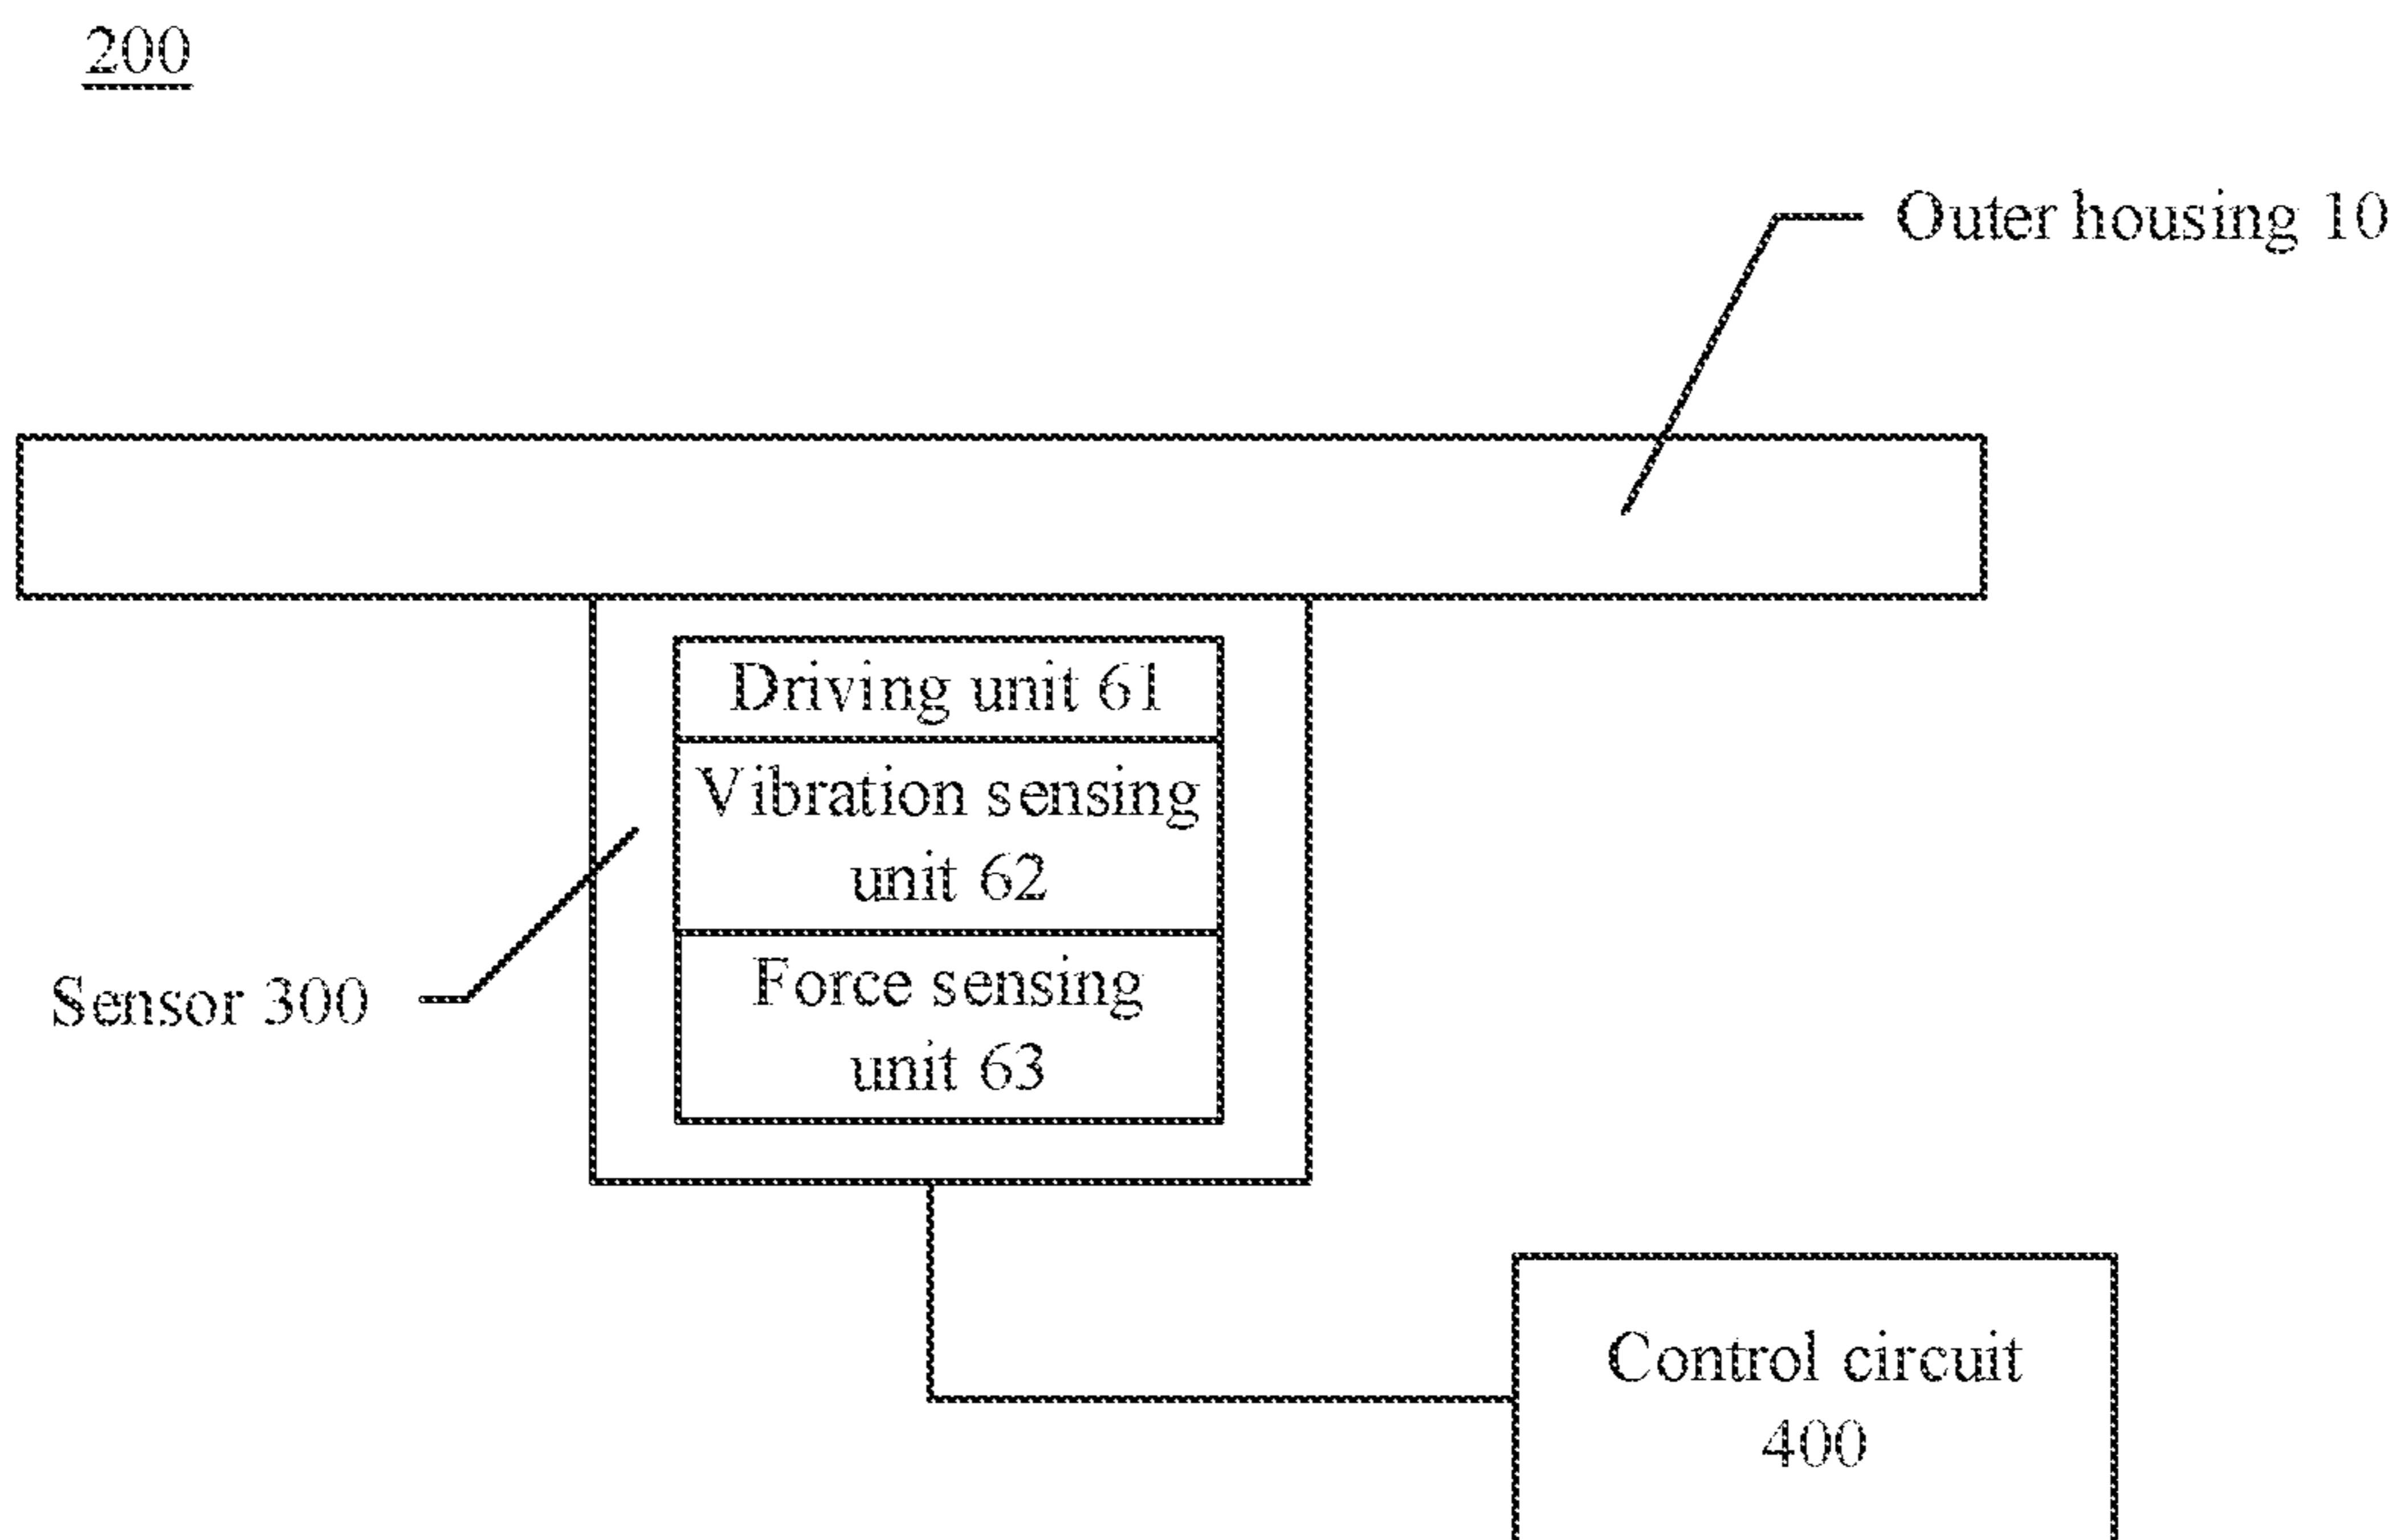 200
Outer housing 10
Driving unit 61
Vibration sensing
unit 62
Force sensing
unit 63
Sensor 300
Control circuit
400